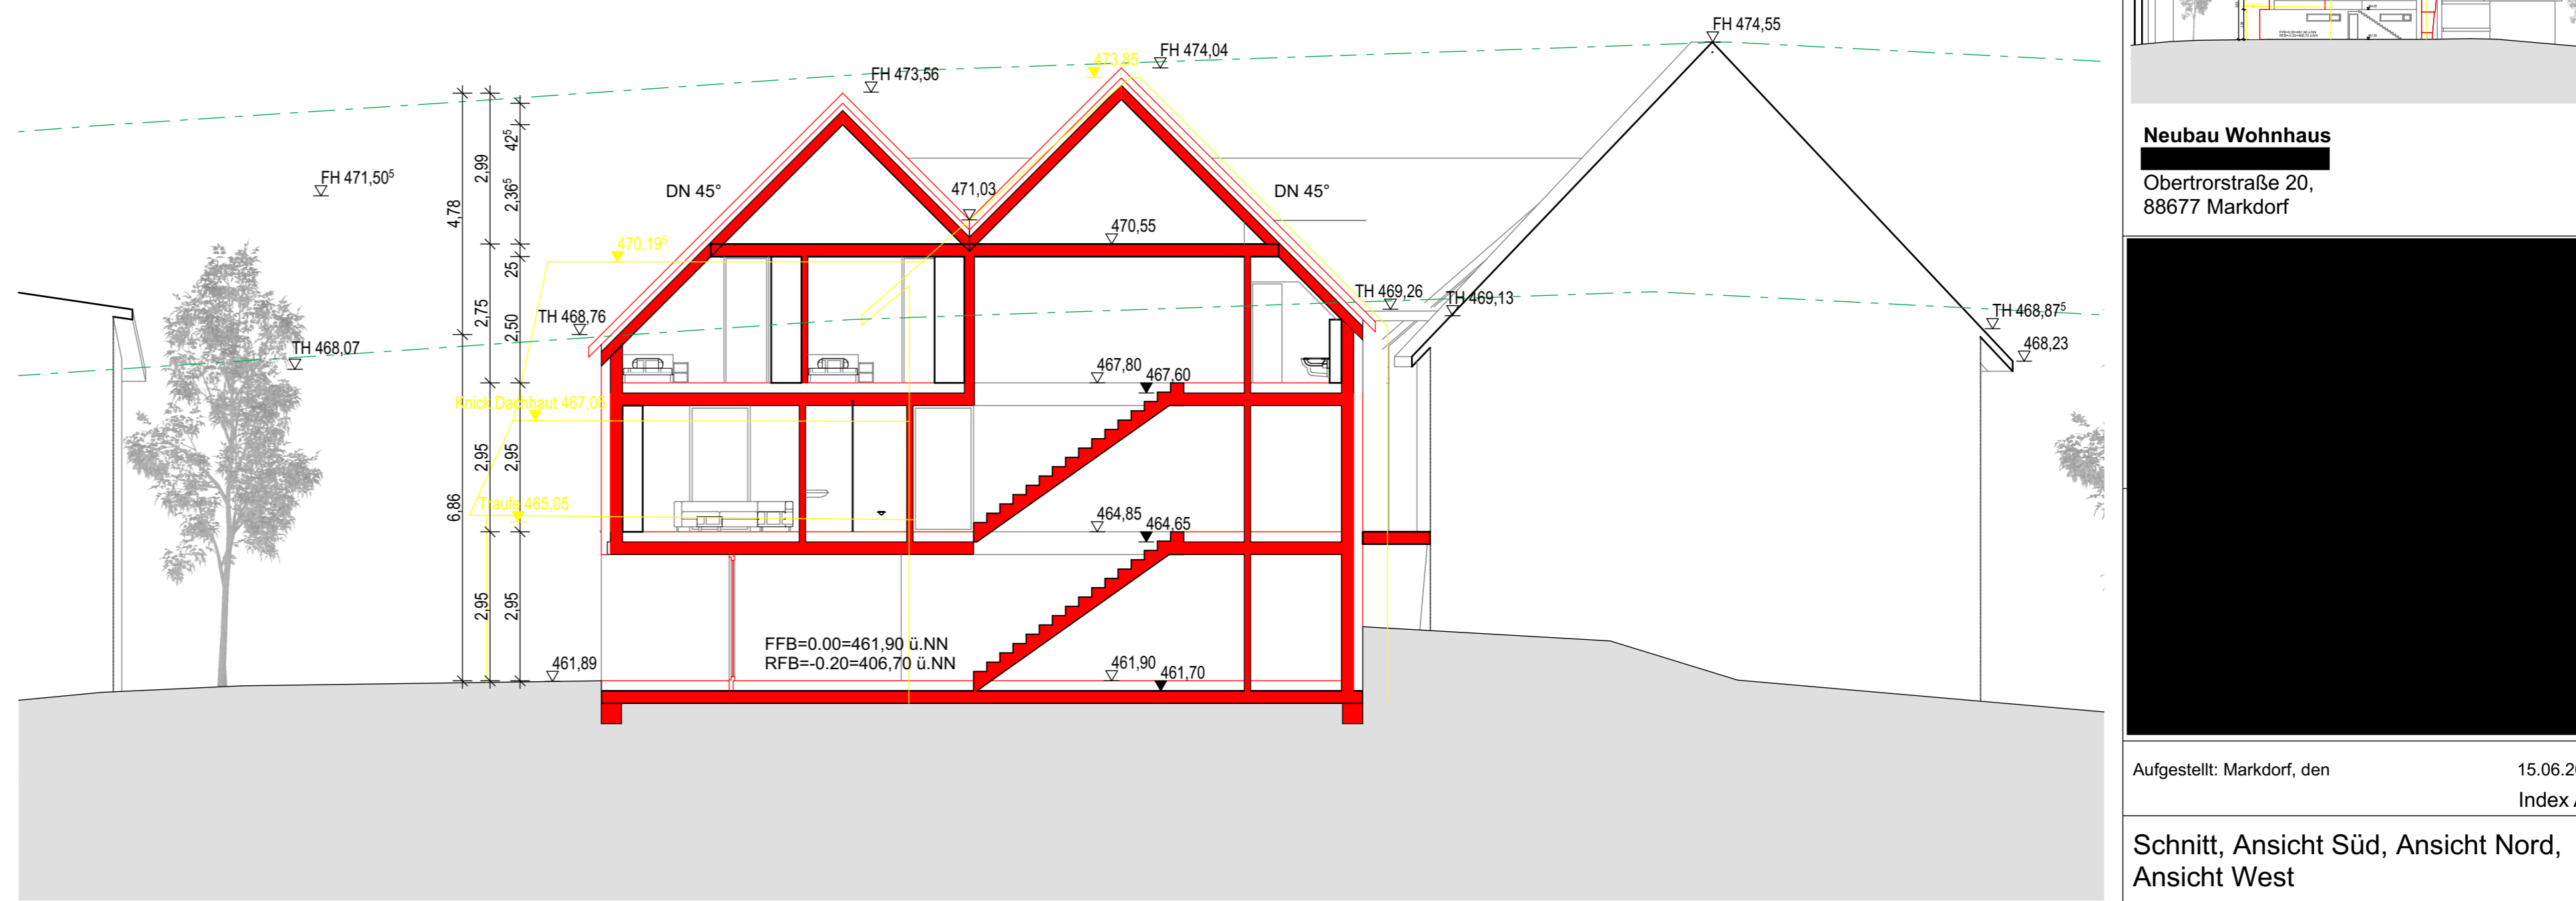 FH 474,55
FH 474,04
473,85
FH 473,56
FH 471,50⁵
DN 45°
471,03
DN 45°
470,55
470,19⁵
TH 468,76
TH 468,07
TH 469,26
TH 469,13
TH 468,87⁵
468,23
467,80
467,60
Knick Dachhaut 467,05
Traufe 465,05
464,85
464,65
FFB=0.00=461,90 ü.NN
RFB=-0.20=406,70 ü.NN
461,89
461,90
461,70
4,78
6,86
2,99
2,75
2,95
2,95
42⁵
2,36⁵
25
2,50
2,95
2,95
Neubau Wohnhaus
Obertrorstraße 20,
88677 Markdorf
Aufgestellt: Markdorf, den
15.06.20
Index A
Schnitt, Ansicht Süd, Ansicht Nord,
Ansicht West